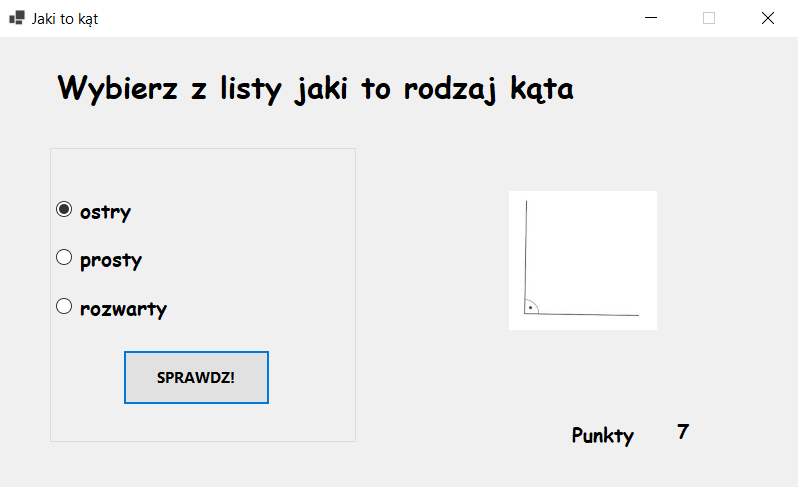 Jaki to kąt
Wybierz z listy jaki to rodzaj kąta
ostry
prosty
rozwarty
SPRAWDZ!
Punkty 7